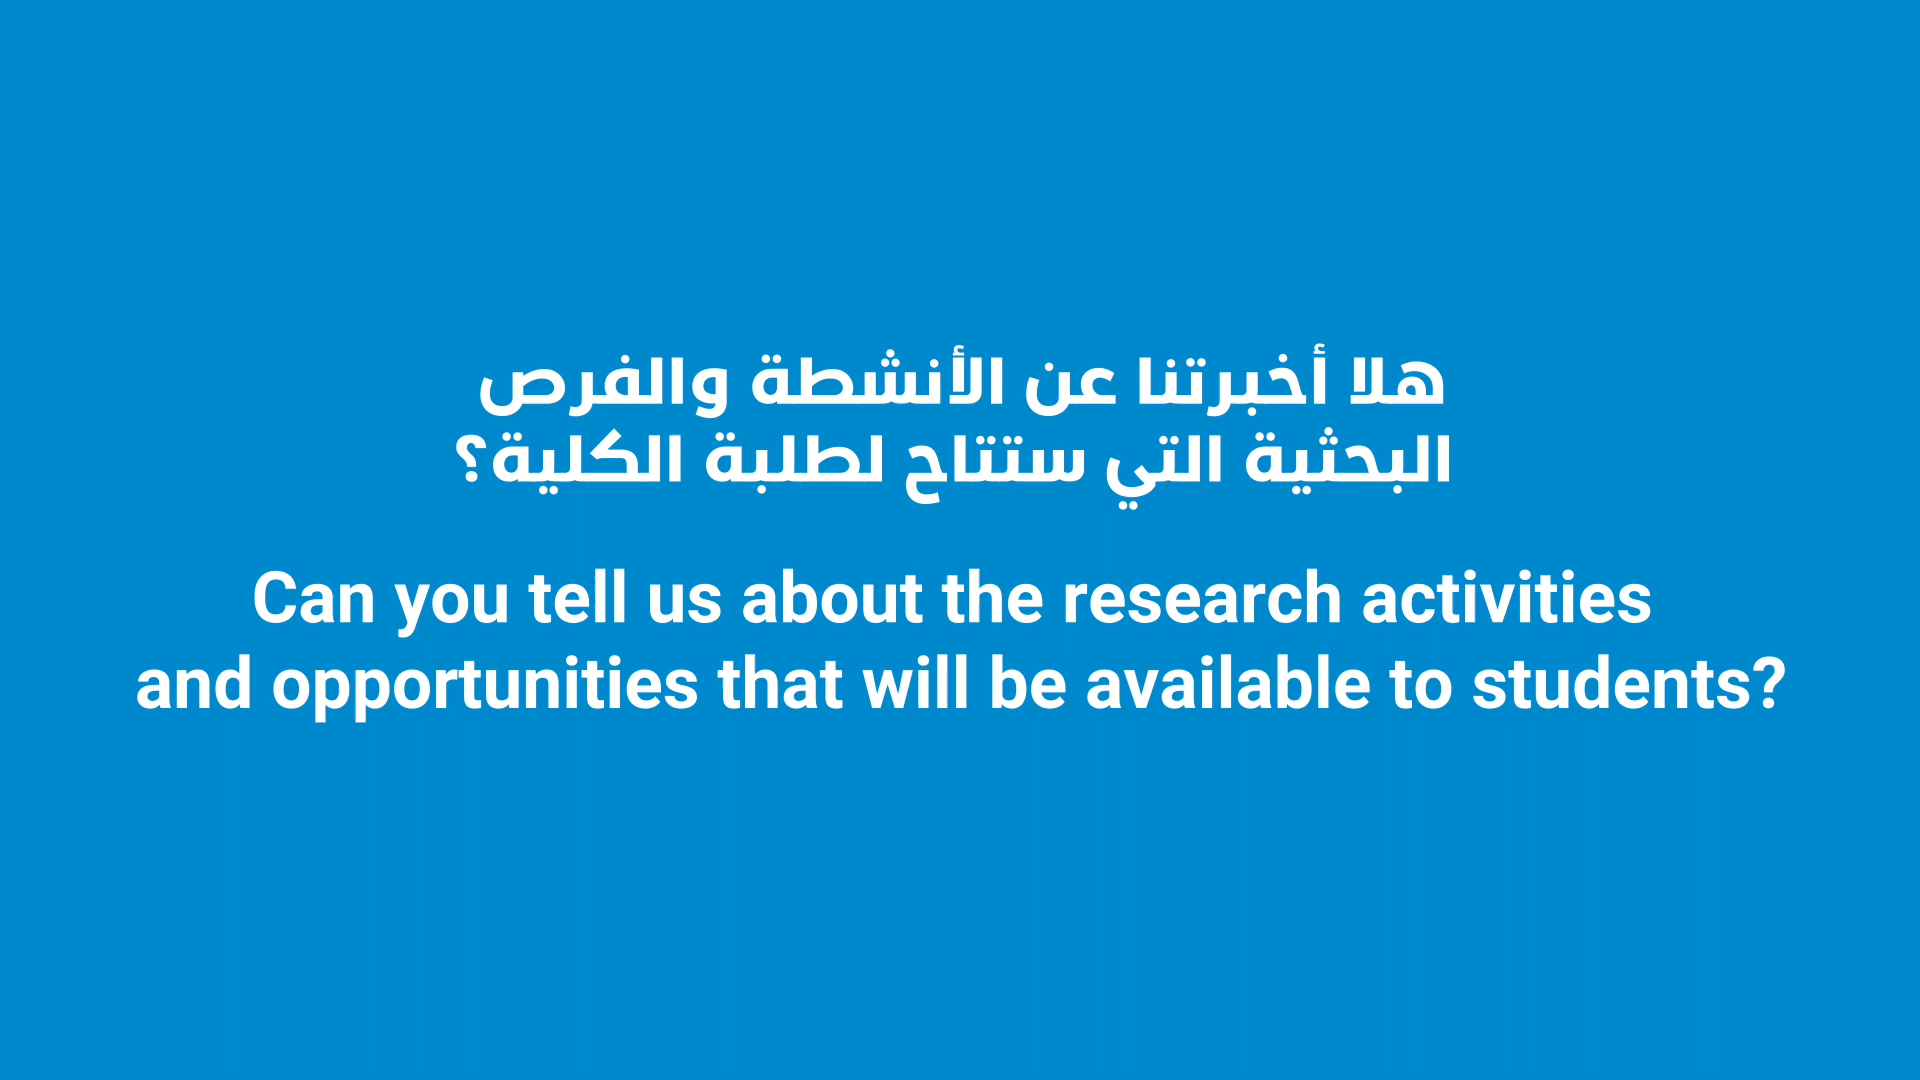 هلا أخبرتنا عن الأنشطة والفرص
البحثية التي ستتاح لطلبة الكلية؟
Can you tell us about the research activities
and opportunities that will be available to students?